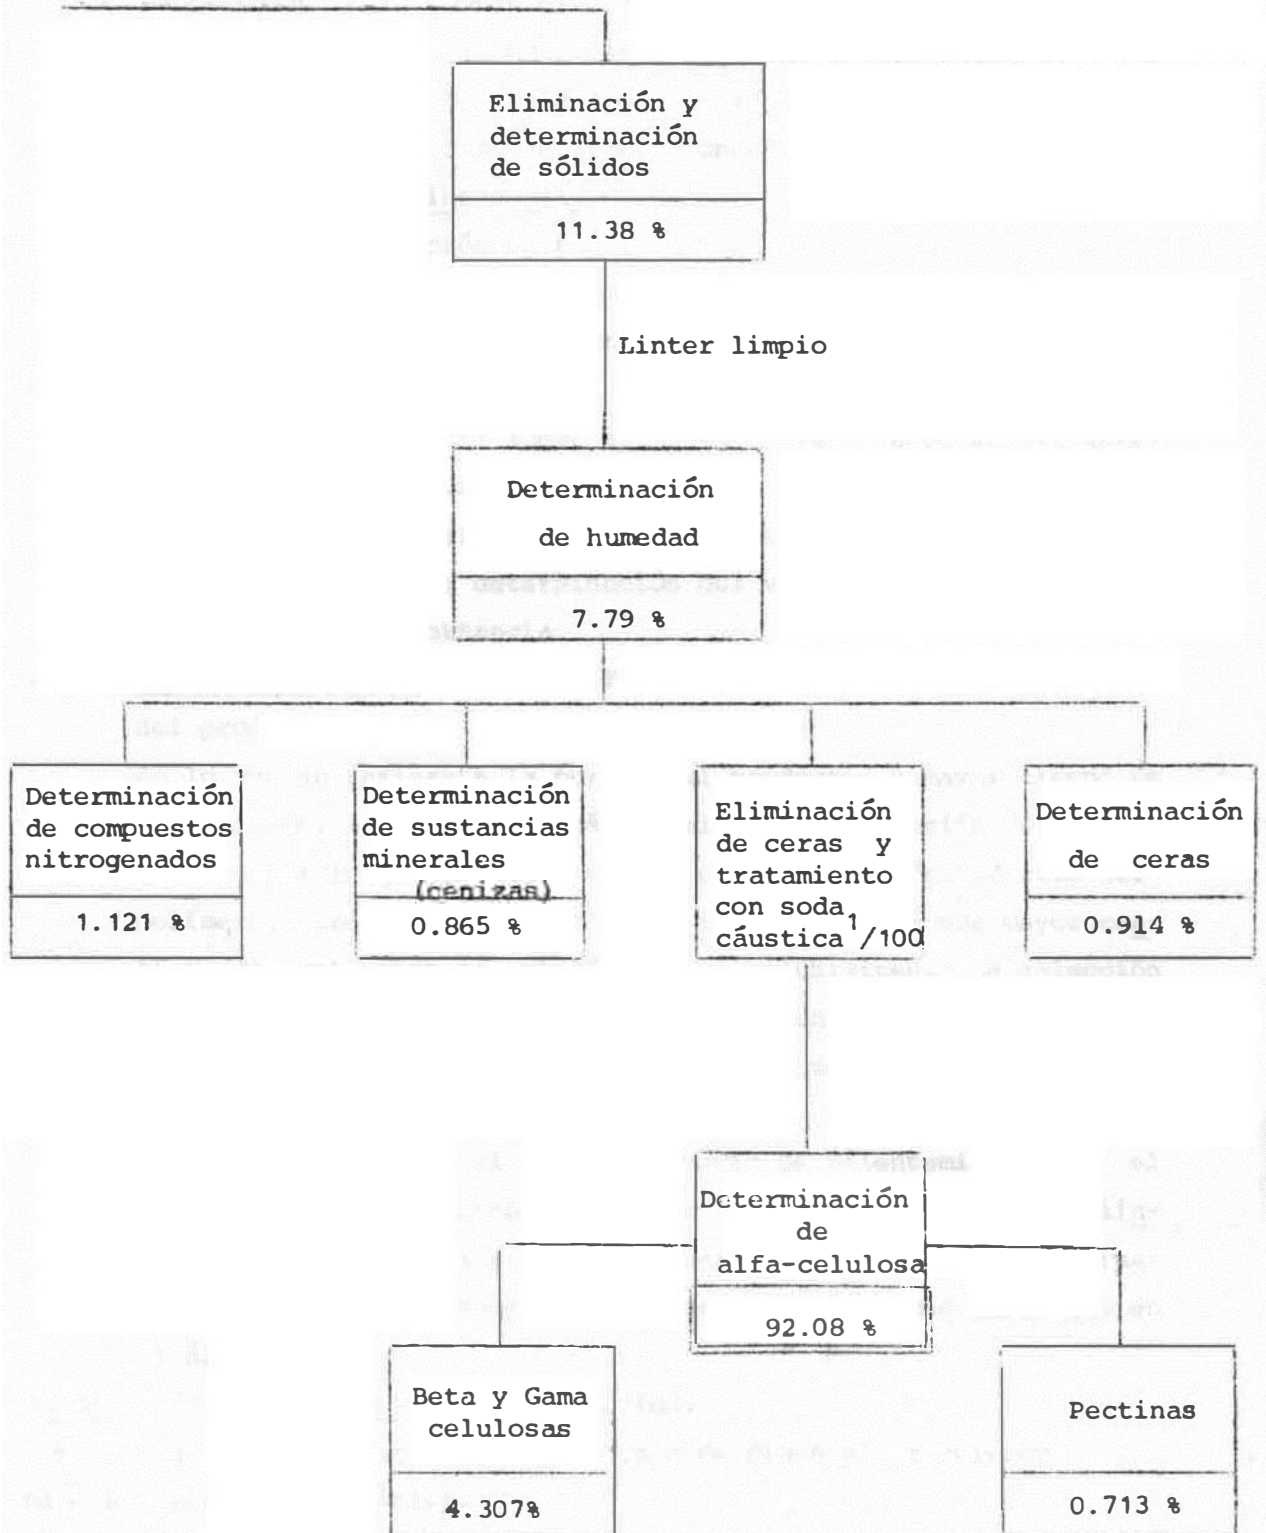 Eliminación y
determinación
de sólidos
11.38 %
Linter limpio
Determinación
de humedad
7.79 %
Determinación
de compuestos
nitrogenados
1.121 %
Determinación
de sustancias
minerales
(cenizas)
0.865 %
Eliminación
de ceras y
tratamiento
con soda
cáustica 1/100
Determinación
de ceras
0.914 %
Determinación
de
alfa-celulosa
92.08 %
Beta y Gama
celulosas
4.307%
Pectinas
0.713 %